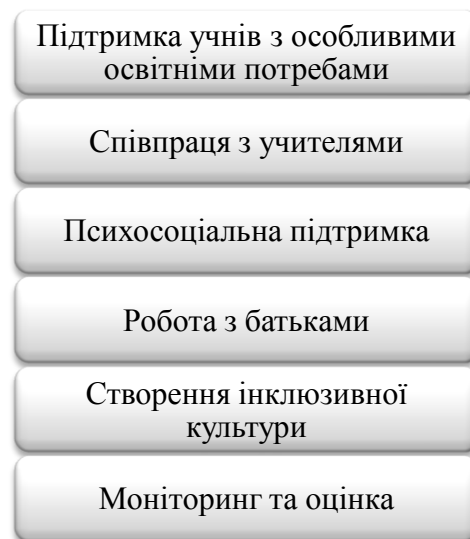 Підтримка учнів з особливими
освітніми потребами
Співпраця з учителями
Психосоціальна підтримка
Робота з батьками
Створення інклюзивної
культури
Моніторинг та оцінка